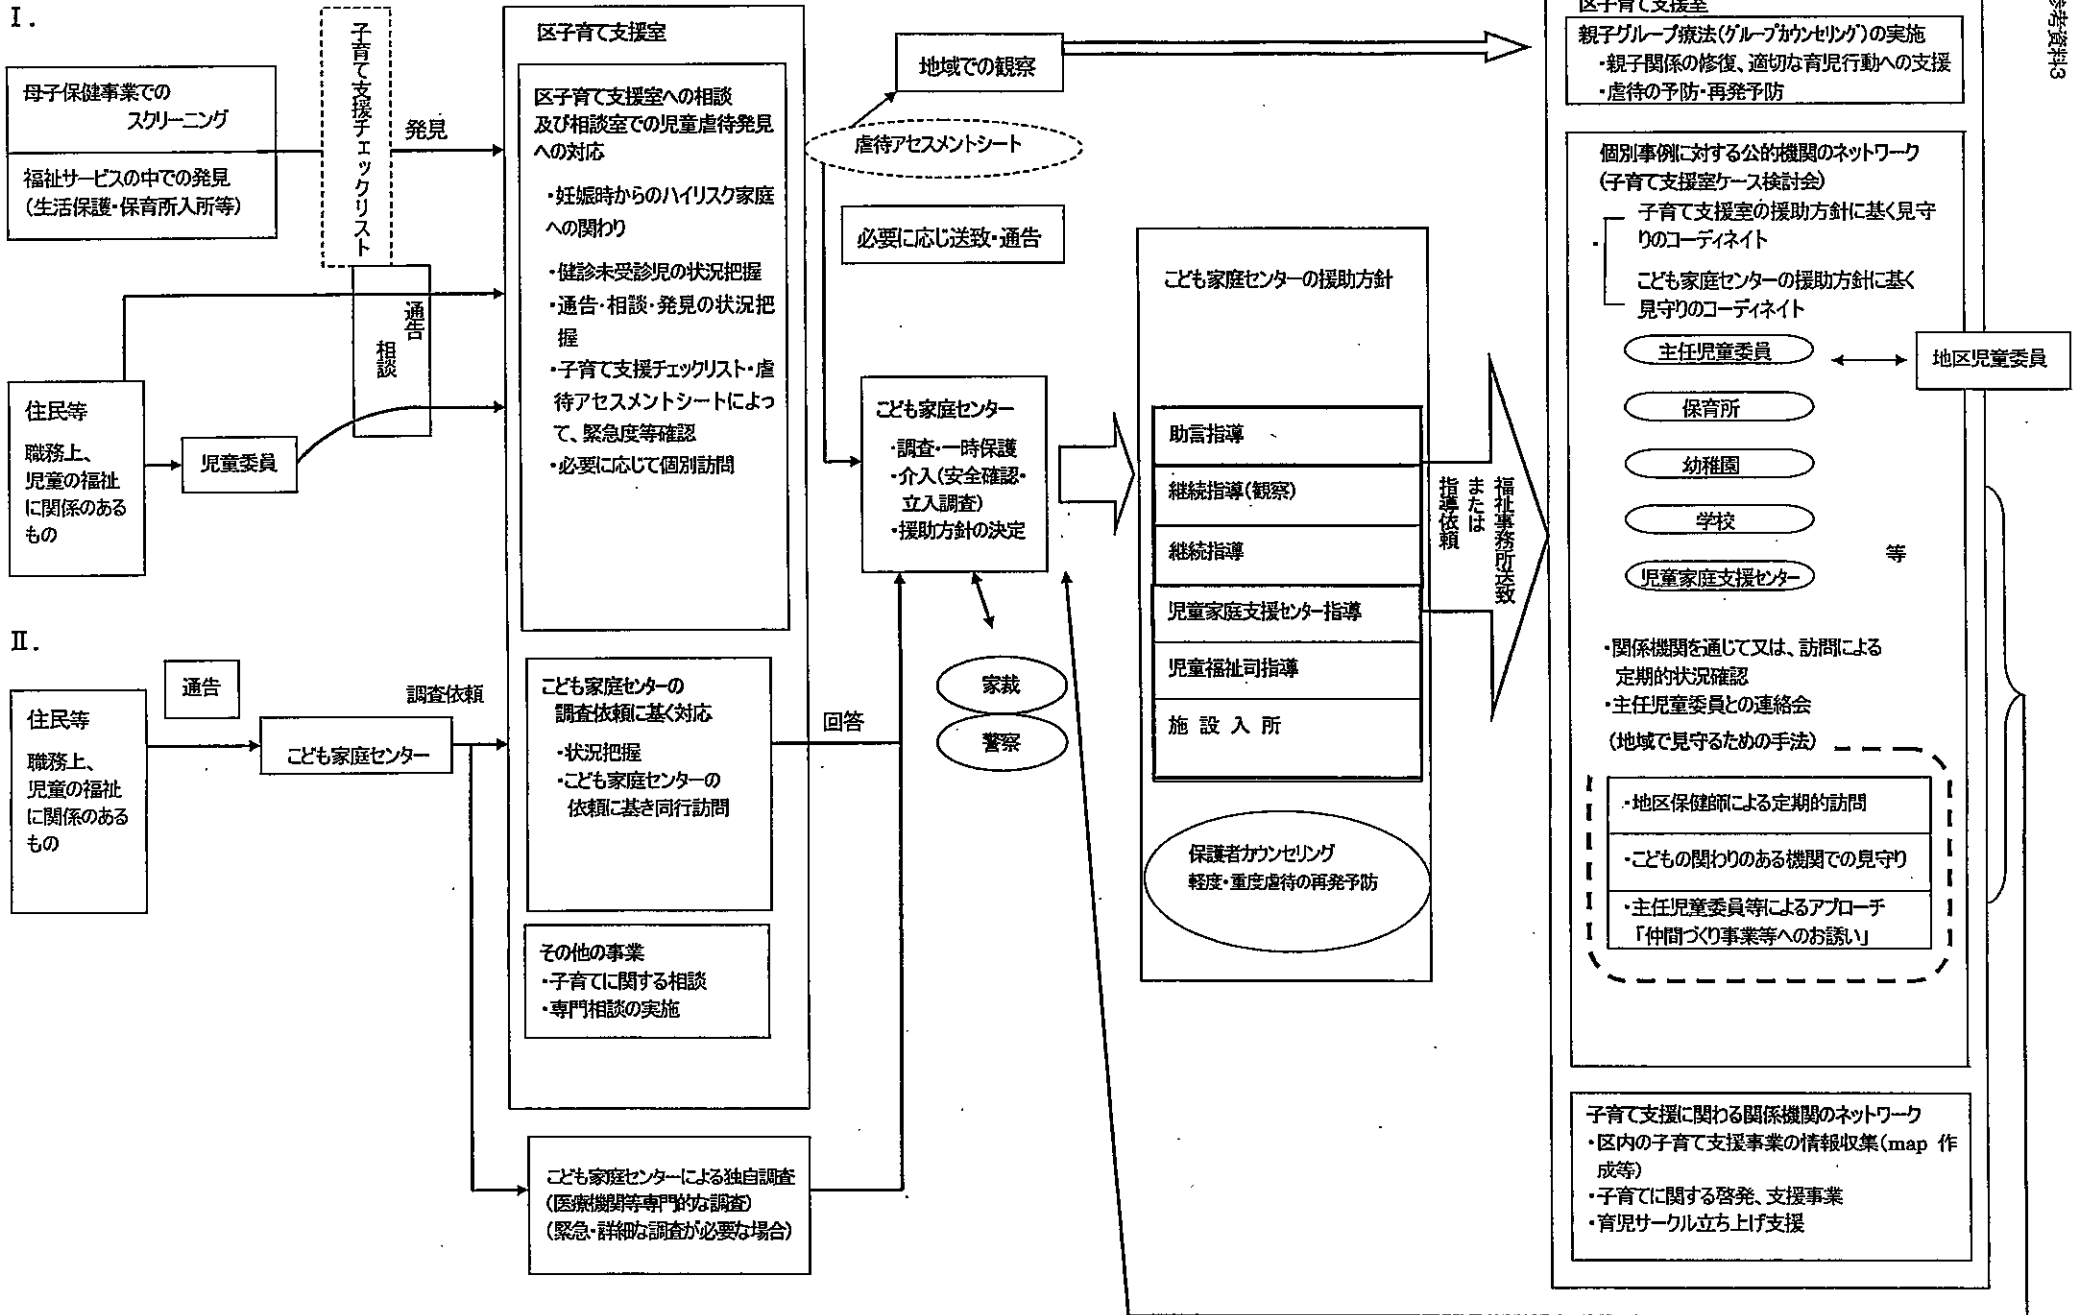 Ⅰ.
母子保健事業での
スクリーニング
福祉サービスの中での発見
(生活保護・保育所入所等)
子育て支援チェックリスト
発見
通告
相談
住民等
職務上、
児童の福祉
に関係のある
もの
児童委員
区子育て支援室
区子育て支援室への相談
及び相談室での児童虐待発見
への対応
・妊娠時からのハイリスク家庭
への関わり
・健診未受診児の状況把握
・通告・相談・発見の状況把
握
・子育て支援チェックリスト・虐
待アセスメントシートによっ
て、緊急度等確認
・必要に応じて個別訪問
地域での観察
虐待アセスメントシート
必要に応じ送致・通告
こども家庭センター
・調査・一時保護
・介入(安全確認・
立入調査)
・援助方針の決定
家裁
警察
Ⅱ.
通告
住民等
職務上、
児童の福祉
に関係のある
もの
こども家庭センター
調査依頼
こども家庭センターの
調査依頼に基く対応
・状況把握
・こども家庭センターの
依頼に基き同行訪問
回答
その他の事業
・子育てに関する相談
・専門相談の実施
こども家庭センターによる独自調査
(医療機関等専門的な調査)
(緊急・詳細な調査が必要な場合)
こども家庭センターの援助方針
助言指導
継続指導(観察)
継続指導
児童家庭支援センター指導
児童福祉司指導
施 設 入 所
保護者カウンセリング
軽度・重度虐待の再発予防
福祉事務所送致
または
指導依頼
区子育て支援室
親子グループ療法(グループカウンセリング)の実施
・親子関係の修復、適切な育児行動への支援
・虐待の予防・再発予防
個別事例に対する公的機関のネットワーク
(子育て支援室ケース検討会)
子育て支援室の援助方針に基く見守
りのコーディネイト
こども家庭センターの援助方針に基く
見守りのコーディネイト
主任児童委員
地区児童委員
保育所
幼稚園
学校
等
児童家庭支援センター
・関係機関を通じて又は、訪問による
定期的状況確認
・主任児童委員との連絡会
(地域で見守るための手法)
・地区保健師による定期的訪問
・こどもの関わりのある機関での見守り
・主任児童委員等によるアプローチ
「仲間づくり事業等へのお誘い」
子育て支援に関わる関係機関のネットワーク
・区内の子育て支援事業の情報収集(map 作
成等)
・子育てに関する啓発、支援事業
・育児サークル立ち上げ支援
参考資料3